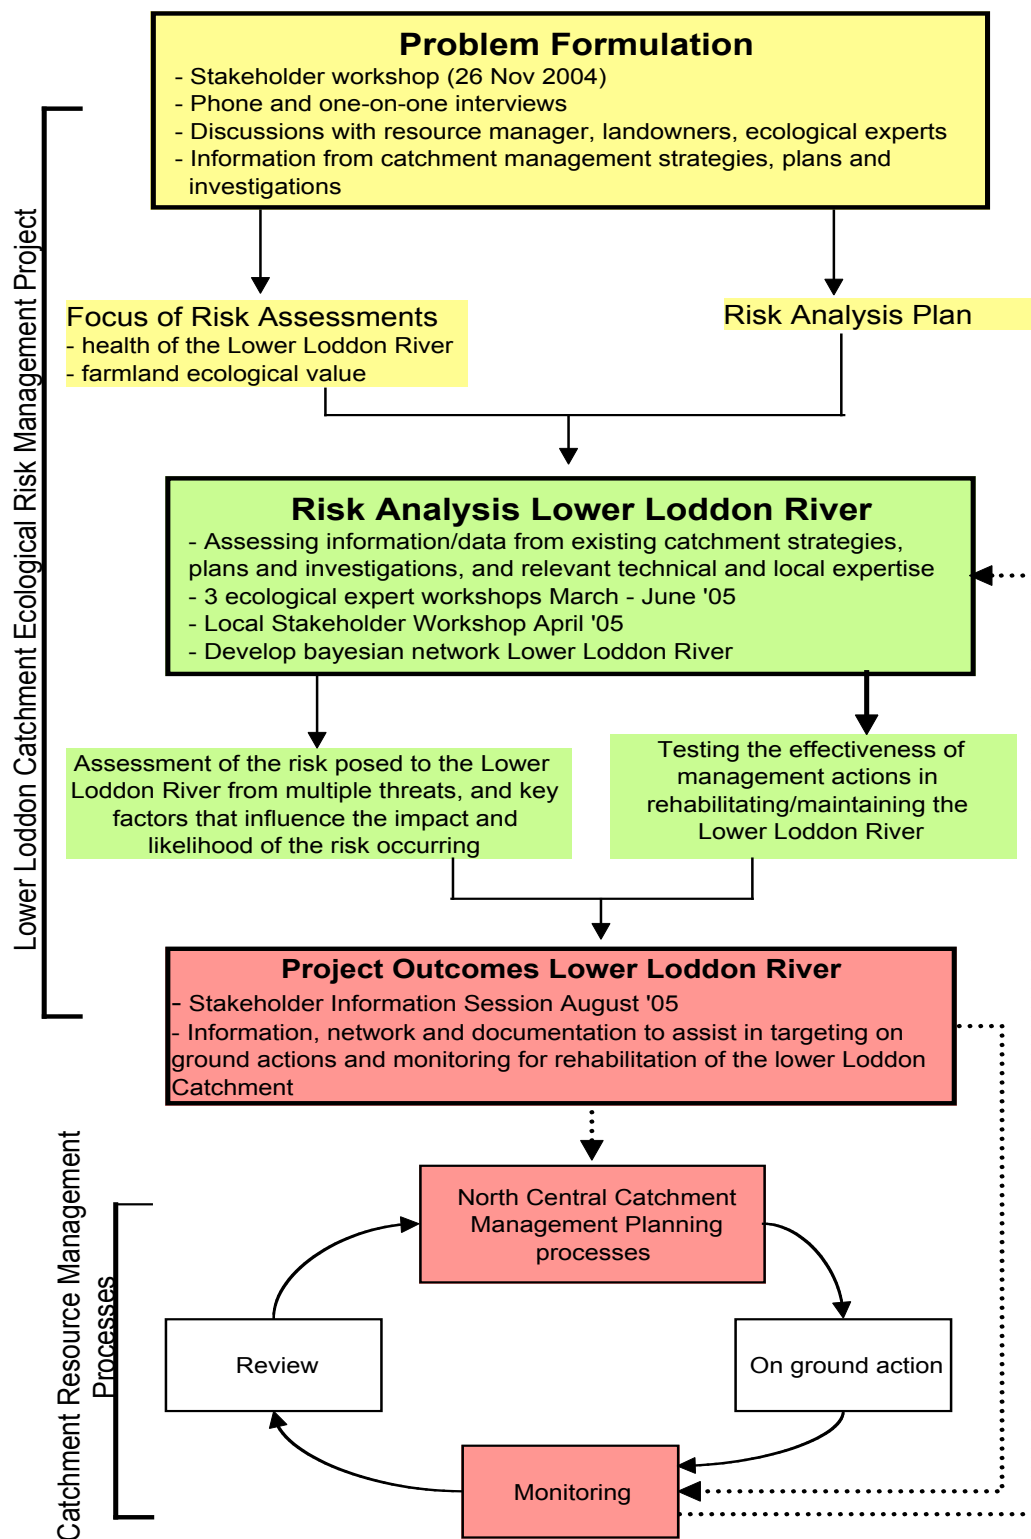 Problem Formulation
- Stakeholder workshop (26 Nov 2004)
- Phone and one-on-one interviews
- Discussions with resource manager, landowners, ecological experts
- Information from catchment management strategies, plans and
investigations
Lower Loddon Catchment Ecological Risk Management Project
Focus of Risk Assessments
- health of the Lower Loddon River
- farmland ecological value
Risk Analysis Plan
Risk Analysis Lower Loddon River
- Assessing information/data from existing catchment strategies,
plans and investigations, and relevant technical and local expertise
- 3 ecological expert workshops March - June '05
- Local Stakeholder Workshop April '05
- Develop bayesian network Lower Loddon River
Assessment of the risk posed to the Lower
Loddon River from multiple threats, and key
factors that influence the impact and
likelihood of the risk occurring
Testing the effectiveness of
management actions in
rehabilitating/maintaining the
Lower Loddon River
Project Outcomes Lower Loddon River
- Stakeholder Information Session August '05
- Information, network and documentation to assist in targeting on
ground actions and monitoring for rehabilitation of the lower Loddon
Catchment
Catchment Resource Management
Processes
North Central Catchment
Management Planning
processes
Review
On ground action
Monitoring